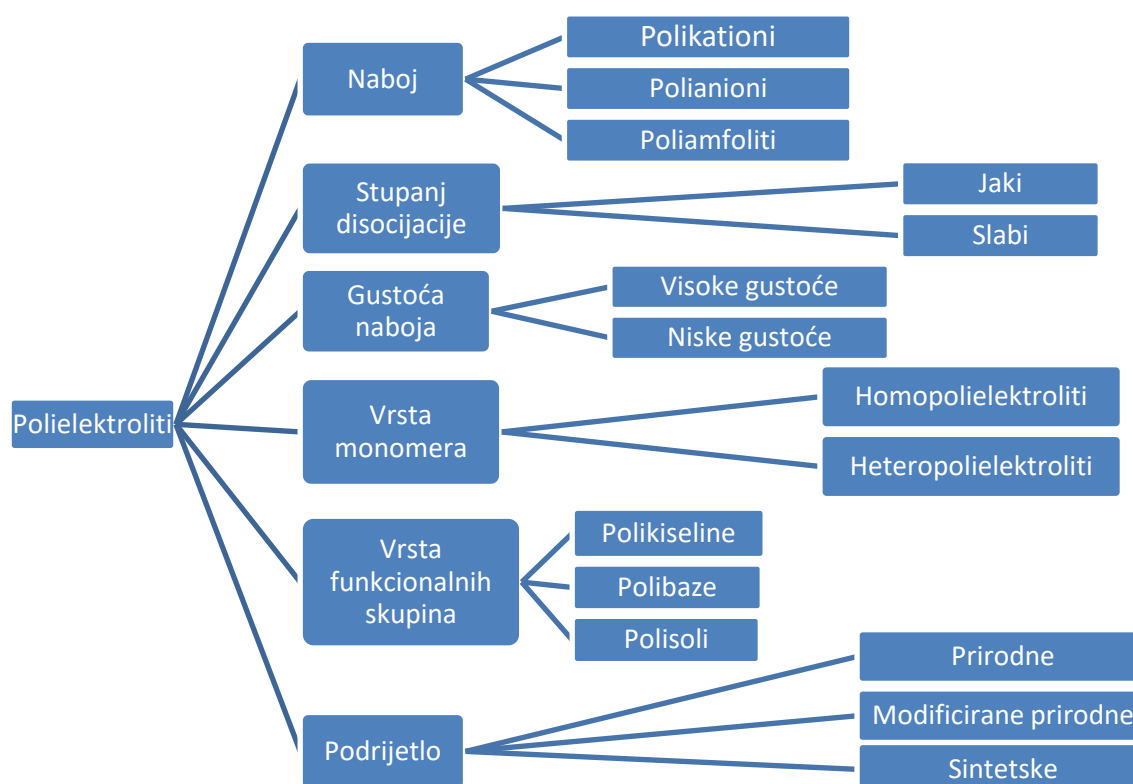 Polielektroliti
Naboj
Polikationi
Polianioni
Poliamfoliti
Stupanj
disocijacije
Jaki
Slabi
Gustoća
naboja
Visoke gustoće
Niske gustoće
Vrsta
monomera
Homopolielektroliti
Heteropolielektroliti
Vrsta
funkcionalnih
skupina
Polikiseline
Polibaze
Polisoli
Podrijetlo
Prirodne
Modificirane prirodne
Sintetske